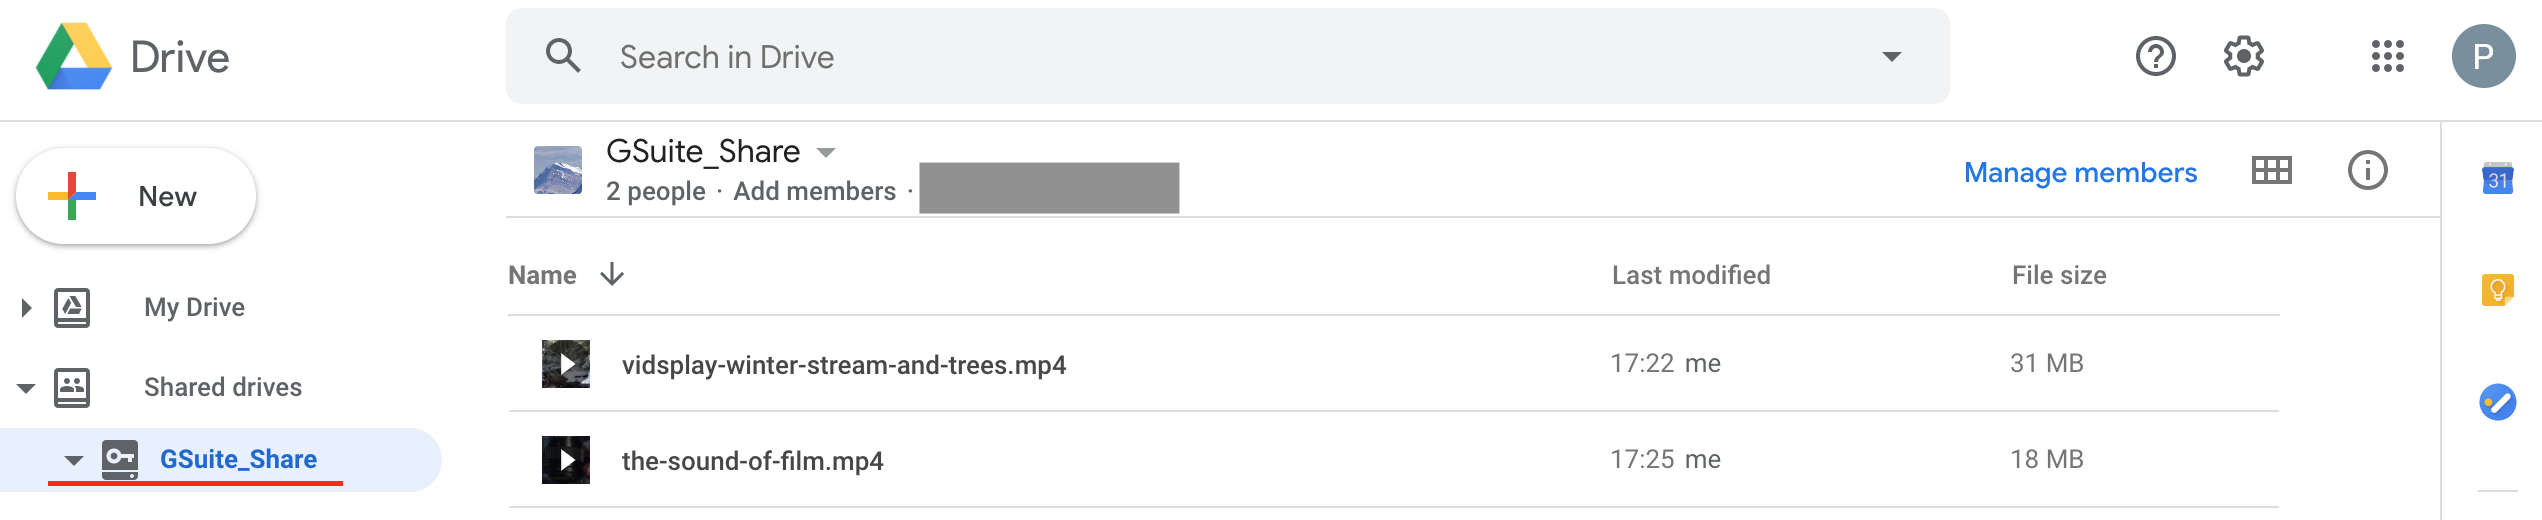 Drive
Search in Drive
P
New
My Drive
Shared drives
GSuite_Share
GSuite_Share
2 people · Add members ·
Manage members
31
Name
Last modified
File size
vidsplay-winter-stream-and-trees.mp4
17:22 me
31 MB
the-sound-of-film.mp4
17:25 me
18 MB